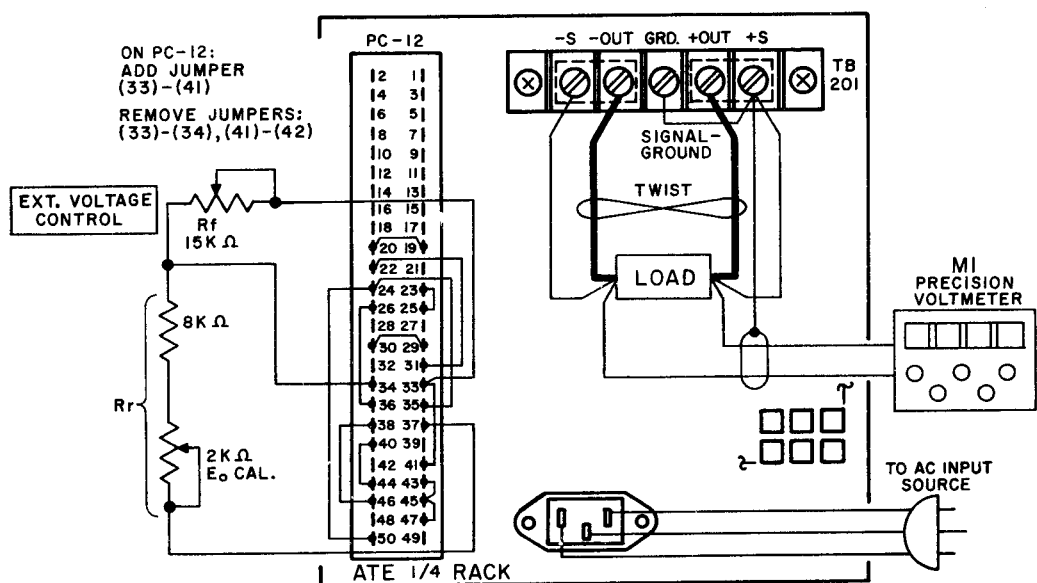 ON PC-12:
ADD JUMPER
(33)-(41)
REMOVE JUMPERS:
(33)-(34),(41)-(42)
EXT. VOLTAGE
CONTROL
Rf
15K Ω
8K Ω
Rr
2K Ω
Eo CAL.
PC-12
2 1
4 3
6 5
8 7
10 9
12 11
14 13
16 15
18 17
20 19
22 21
24 23
26 25
28 27
30 29
32 31
34 33
36 35
38 37
40 39
42 41
44 43
46 45
48 47
50 49
ATE 1/4 RACK
-S -OUT GRD. +OUT +S
TB
201
SIGNAL-
GROUND
TWIST
LOAD
M1
PRECISION
VOLTMETER
TO AC INPUT
SOURCE